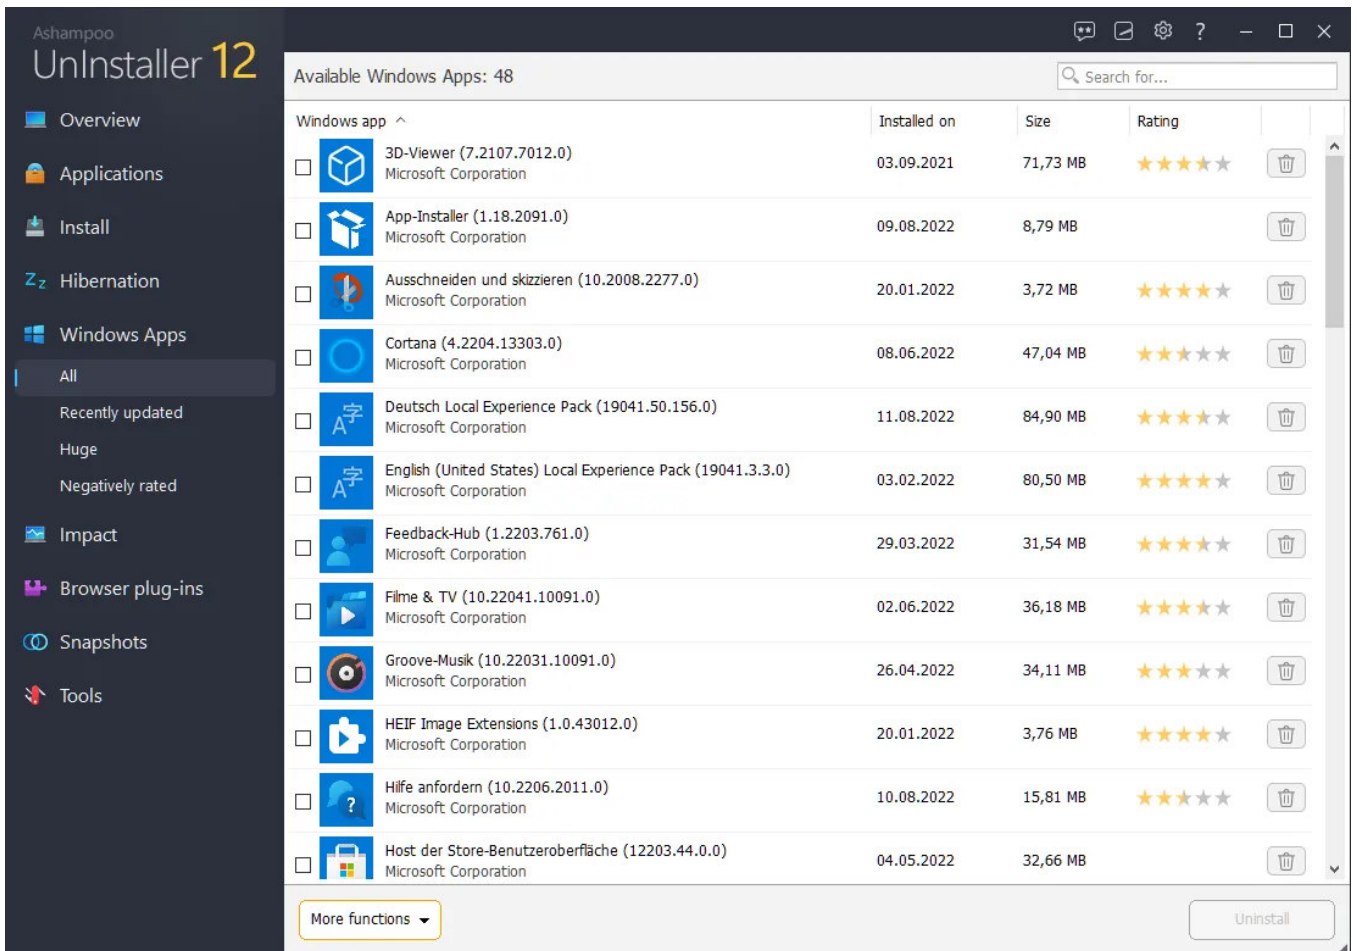 Ashampoo
UnInstaller 12
Available Windows Apps: 48
Search for...
Overview
Applications
Install
Zz Hibernation
Windows Apps
All
Recently updated
Huge
Negatively rated
Impact
Browser plug-ins
Snapshots
Tools
Windows app Installed on Size Rating
3D-Viewer (7.2107.7012.0)
Microsoft Corporation
03.09.2021 71,73 MB
App-Installer (1.18.2091.0)
Microsoft Corporation
09.08.2022 8,79 MB
Ausschneiden und skizzieren (10.2008.2277.0)
Microsoft Corporation
20.01.2022 3,72 MB
Cortana (4.2204.13303.0)
Microsoft Corporation
08.06.2022 47,04 MB
A字 Deutsch Local Experience Pack (19041.50.156.0)
Microsoft Corporation
11.08.2022 84,90 MB
A字 English (United States) Local Experience Pack (19041.3.3.0)
Microsoft Corporation
03.02.2022 80,50 MB
Feedback-Hub (1.2203.761.0)
Microsoft Corporation
29.03.2022 31,54 MB
Filme & TV (10.22041.10091.0)
Microsoft Corporation
02.06.2022 36,18 MB
Groove-Musik (10.22031.10091.0)
Microsoft Corporation
26.04.2022 34,11 MB
HEIF Image Extensions (1.0.43012.0)
Microsoft Corporation
20.01.2022 3,76 MB
Hilfe anfordern (10.2206.2011.0)
Microsoft Corporation
10.08.2022 15,81 MB
Host der Store-Benutzeroberfläche (12203.44.0.0)
Microsoft Corporation
04.05.2022 32,66 MB
More functions
Uninstall